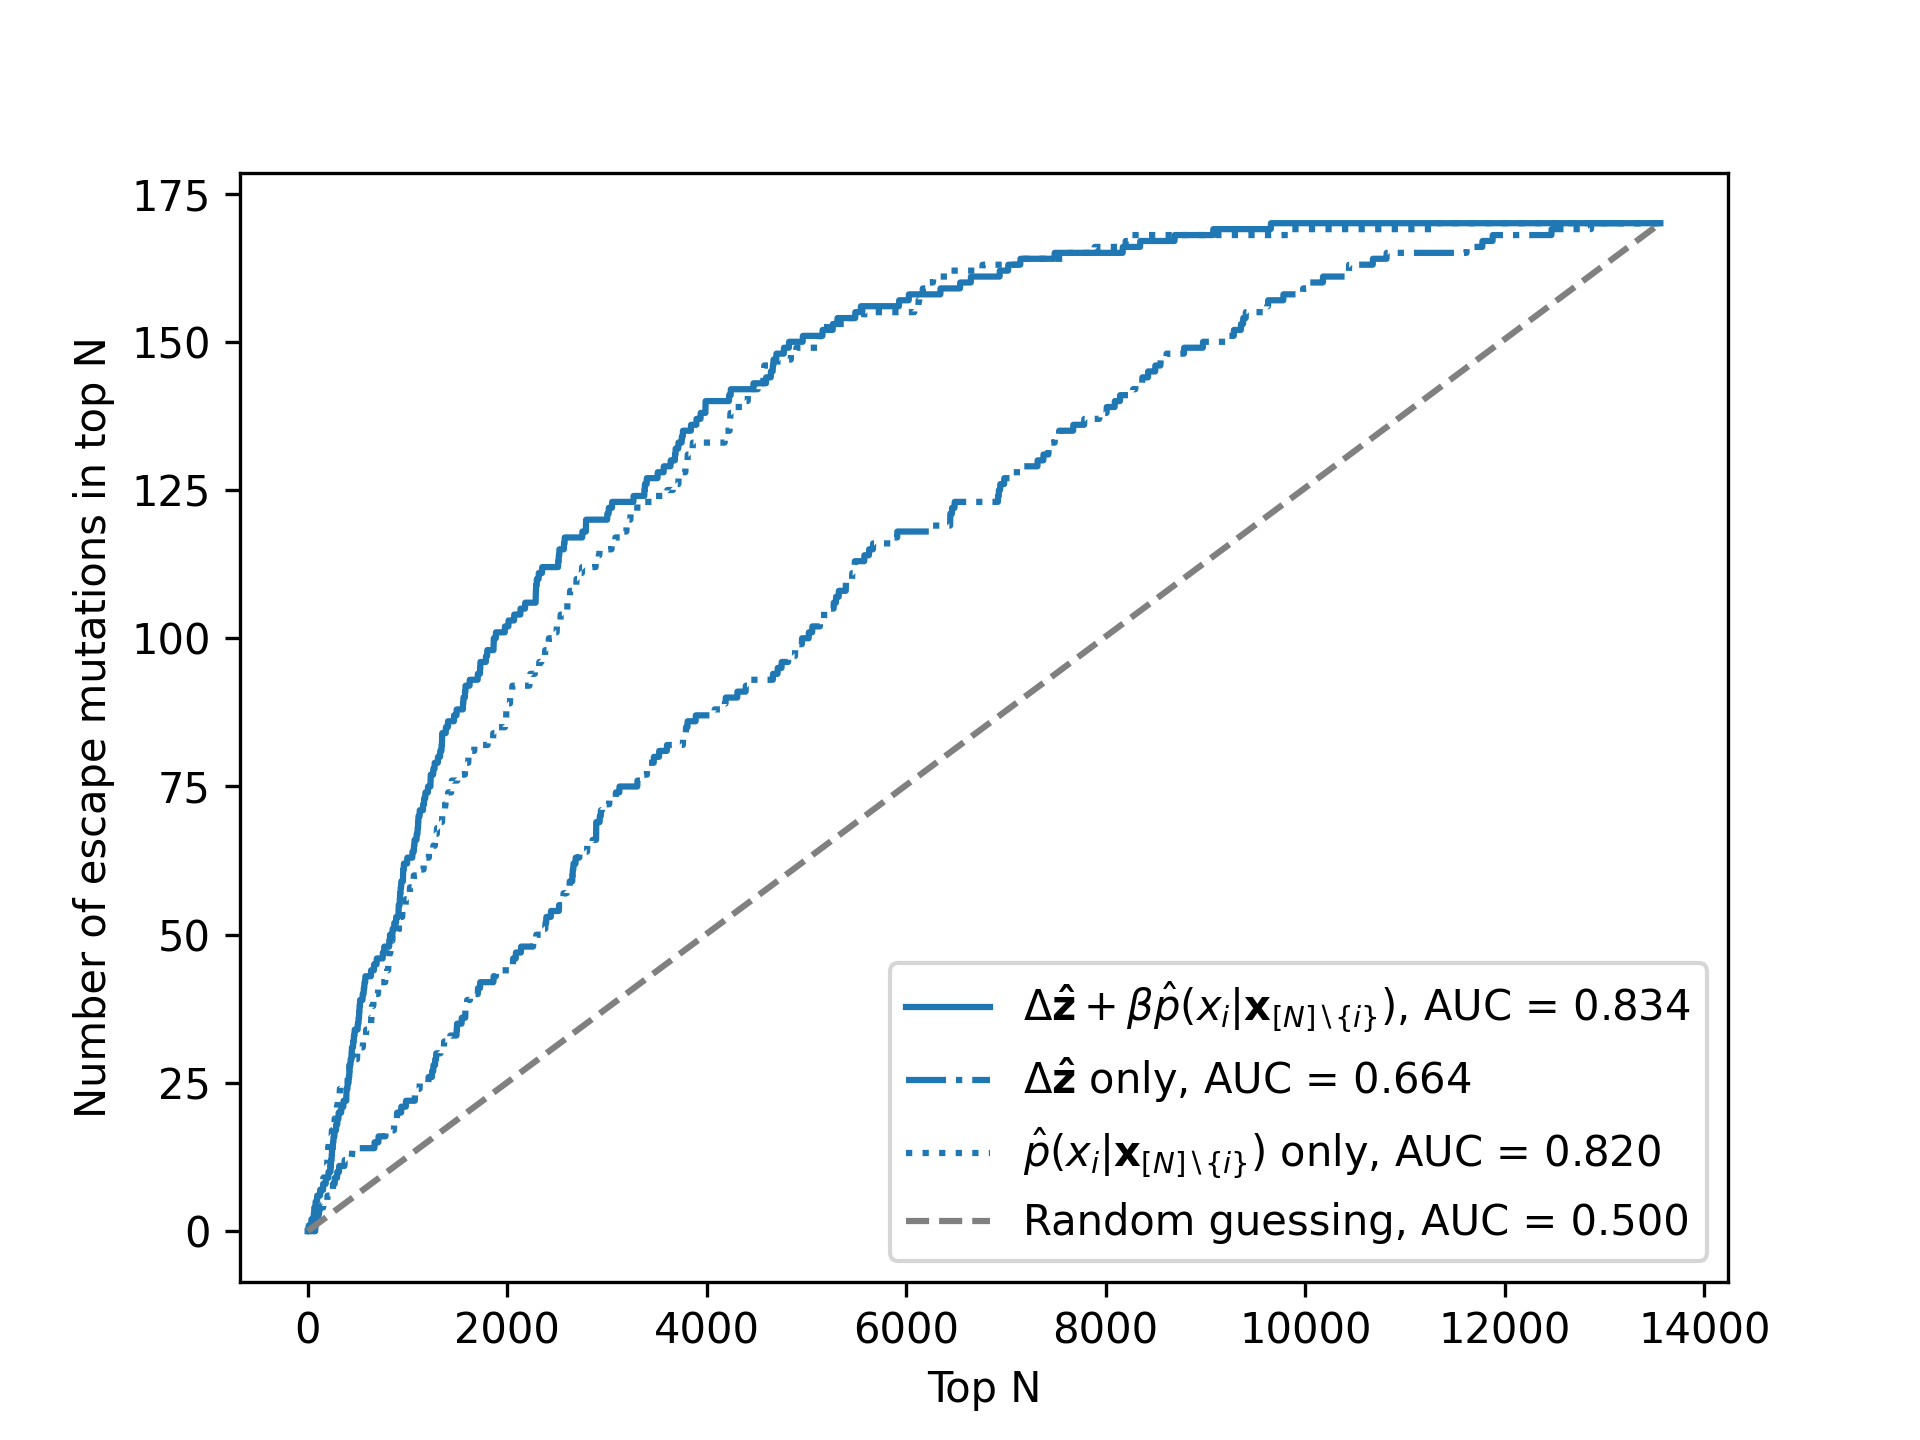 175
150
125
100
75
50
25
0
Number of escape mutations in top N
Δẑ + βp̂(xᵢ|x_{[N]\{i}}), AUC = 0.834
Δẑ only, AUC = 0.664
p̂(xᵢ|x_{[N]\{i}}) only, AUC = 0.820
Random guessing, AUC = 0.500
0 2000 4000 6000 8000 10000 12000 14000
Top N